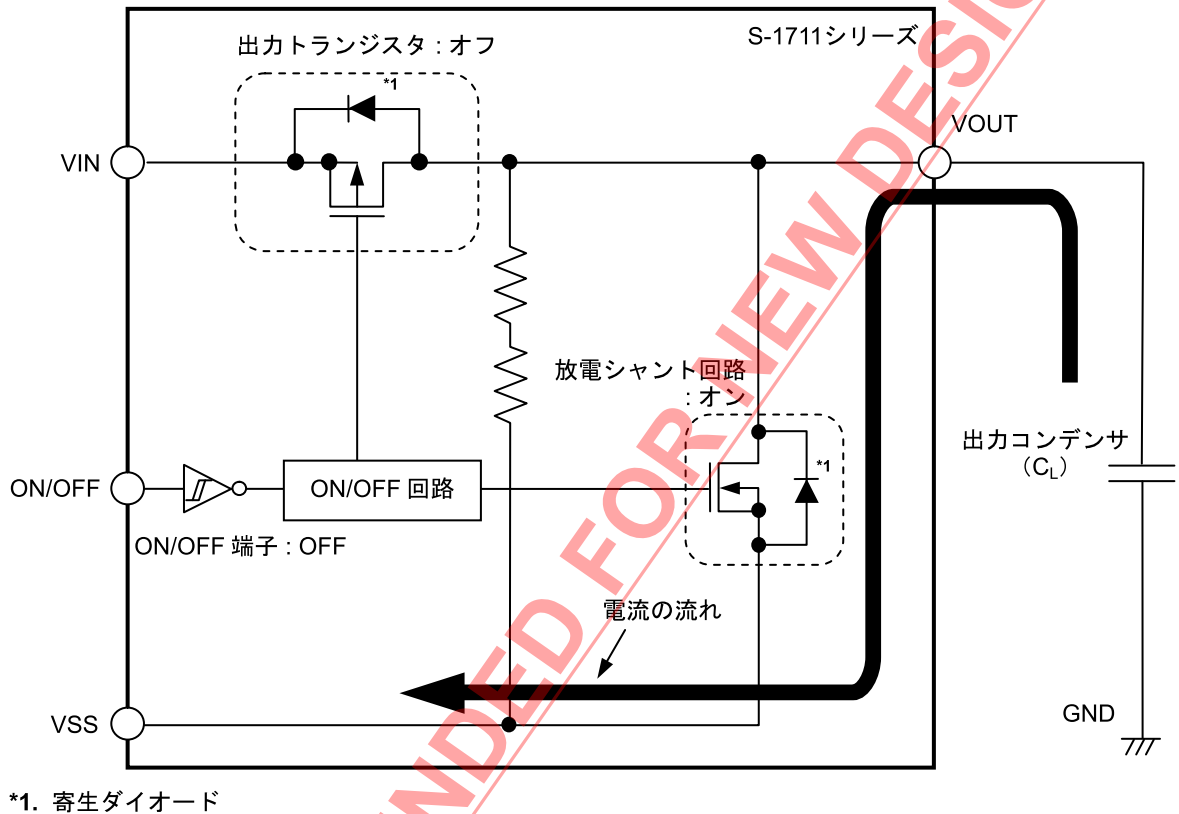 S-1711シリーズ
出力トランジスタ : オフ
*1
VIN
VOUT
放電シャント回路
: オン
*1
出力コンデンサ
（CL）
ON/OFF
ON/OFF 回路
ON/OFF 端子 : OFF
電流の流れ
VSS
GND
*1. 寄生ダイオード
NDED FOR NEW DESIG